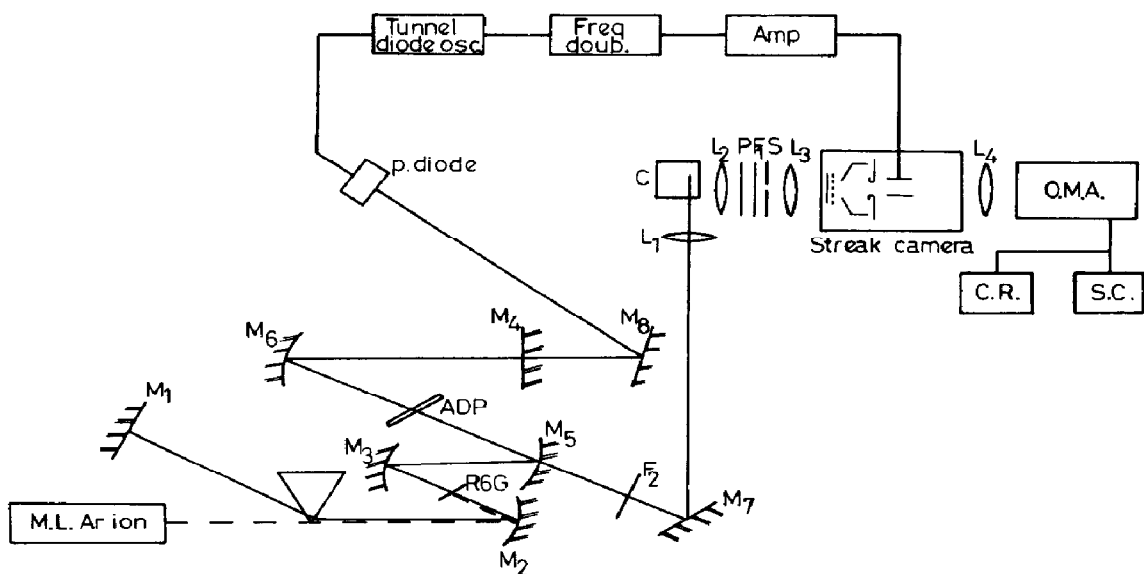 Tunnel
diode osc.
Freq
doub.
Amp
p. diode
C
L2
P F1 S
L3
L4
O.M.A.
L1
Streak camera
C.R.
S.C.
M6
M4
M8
M1
ADP
M3
M5
R6G
F2
M7
M.L. Ar ion
M2